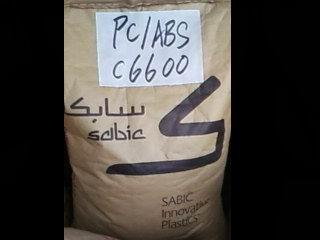 PC/ABS
C6600
سابك
sabic
SABIC
Innovative
Plastics